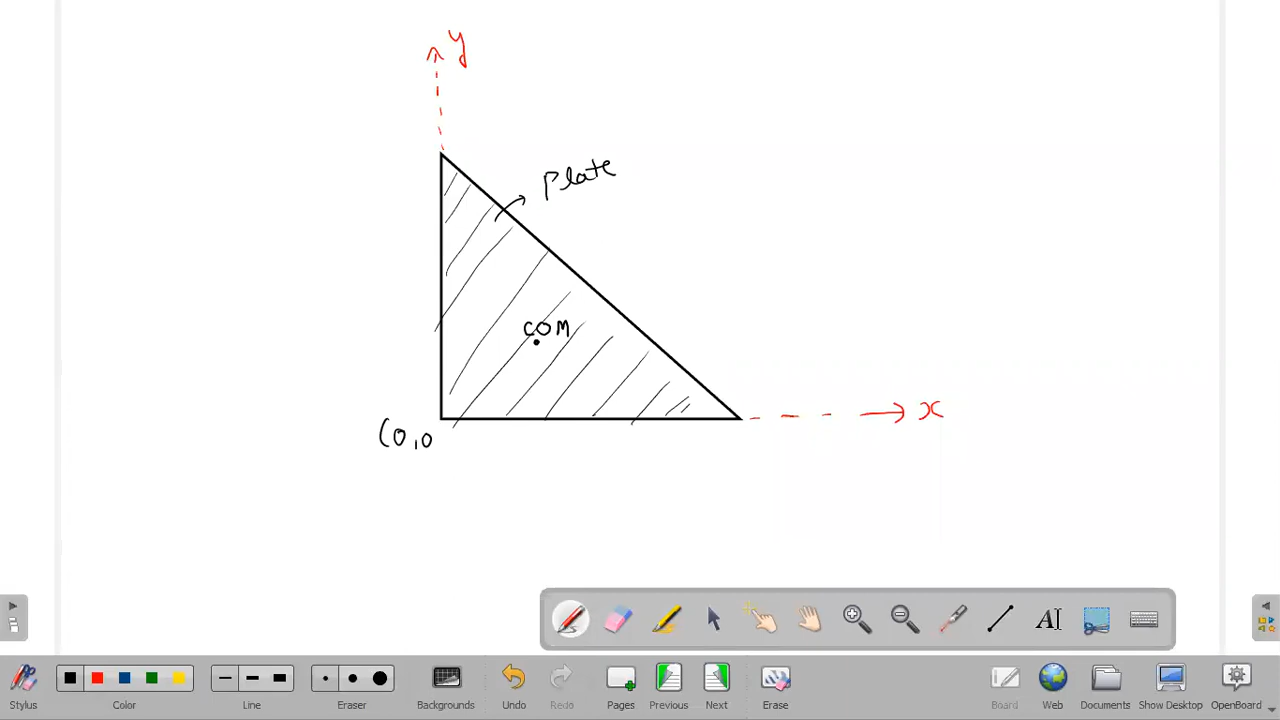 y
Plate
COM
x
(0,0
Stylus
Color
Line
Eraser
Backgrounds
Undo
Redo
Pages
Previous
Next
Erase
Board
Web
Documents
Show Desktop
OpenBoard